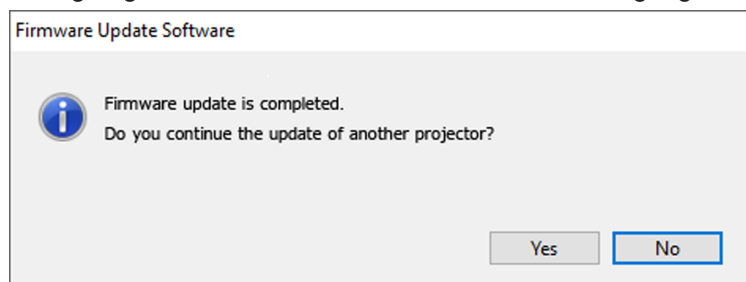 Firmware Update Software
Firmware update is completed.
Do you continue the update of another projector?
Yes No